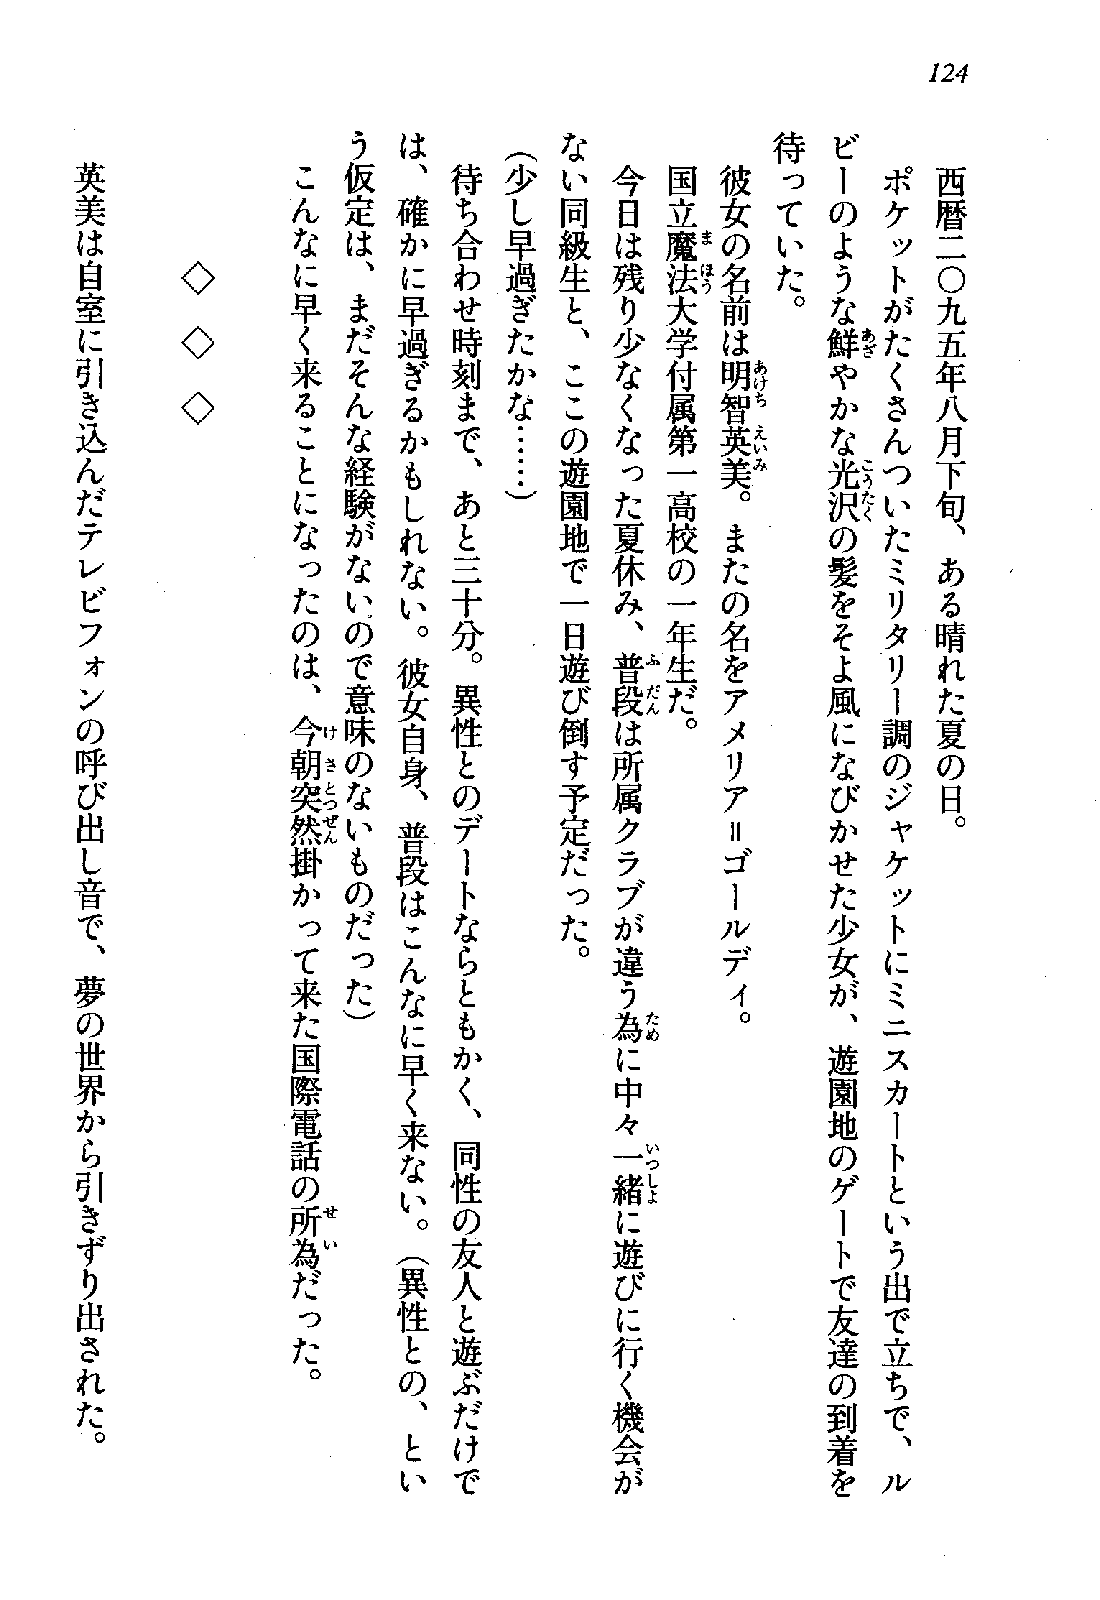 124
西暦二〇九五年八月下旬、ある晴れた夏の日。
ポケットがたくさんついたミリタリー調のジャケットにミニスカートという出で立ちで、ル
ビーのような鮮やかな光沢の髪をそよ風になびかせた少女が、遊園地のゲートで友達の到着を
待っていた。
彼女の名前は明智英美。またの名をアメリア＝ゴールディ。
国立魔法大学付属第一高校の一年生だ。
今日は残り少なくなった夏休み、普段は所属クラブが違う為に中々一緒に遊びに行く機会が
ない同級生と、ここの遊園地で一日遊び倒す予定だった。
（少し早過ぎたかな……）
待ち合わせ時刻まで、あと三十分。異性とのデートならともかく、同性の友人と遊ぶだけで
は、確かに早過ぎるかもしれない。彼女自身、普段はこんなに早く来ない。（異性との、とい
う仮定は、まだそんな経験がないので意味のないものだった）
こんなに早く来ることになったのは、今朝突然掛かって来た国際電話の所為だった。
◇ ◇ ◇
英美は自室に引き込んだテレビフォンの呼び出し音で、夢の世界から引きずり出された。